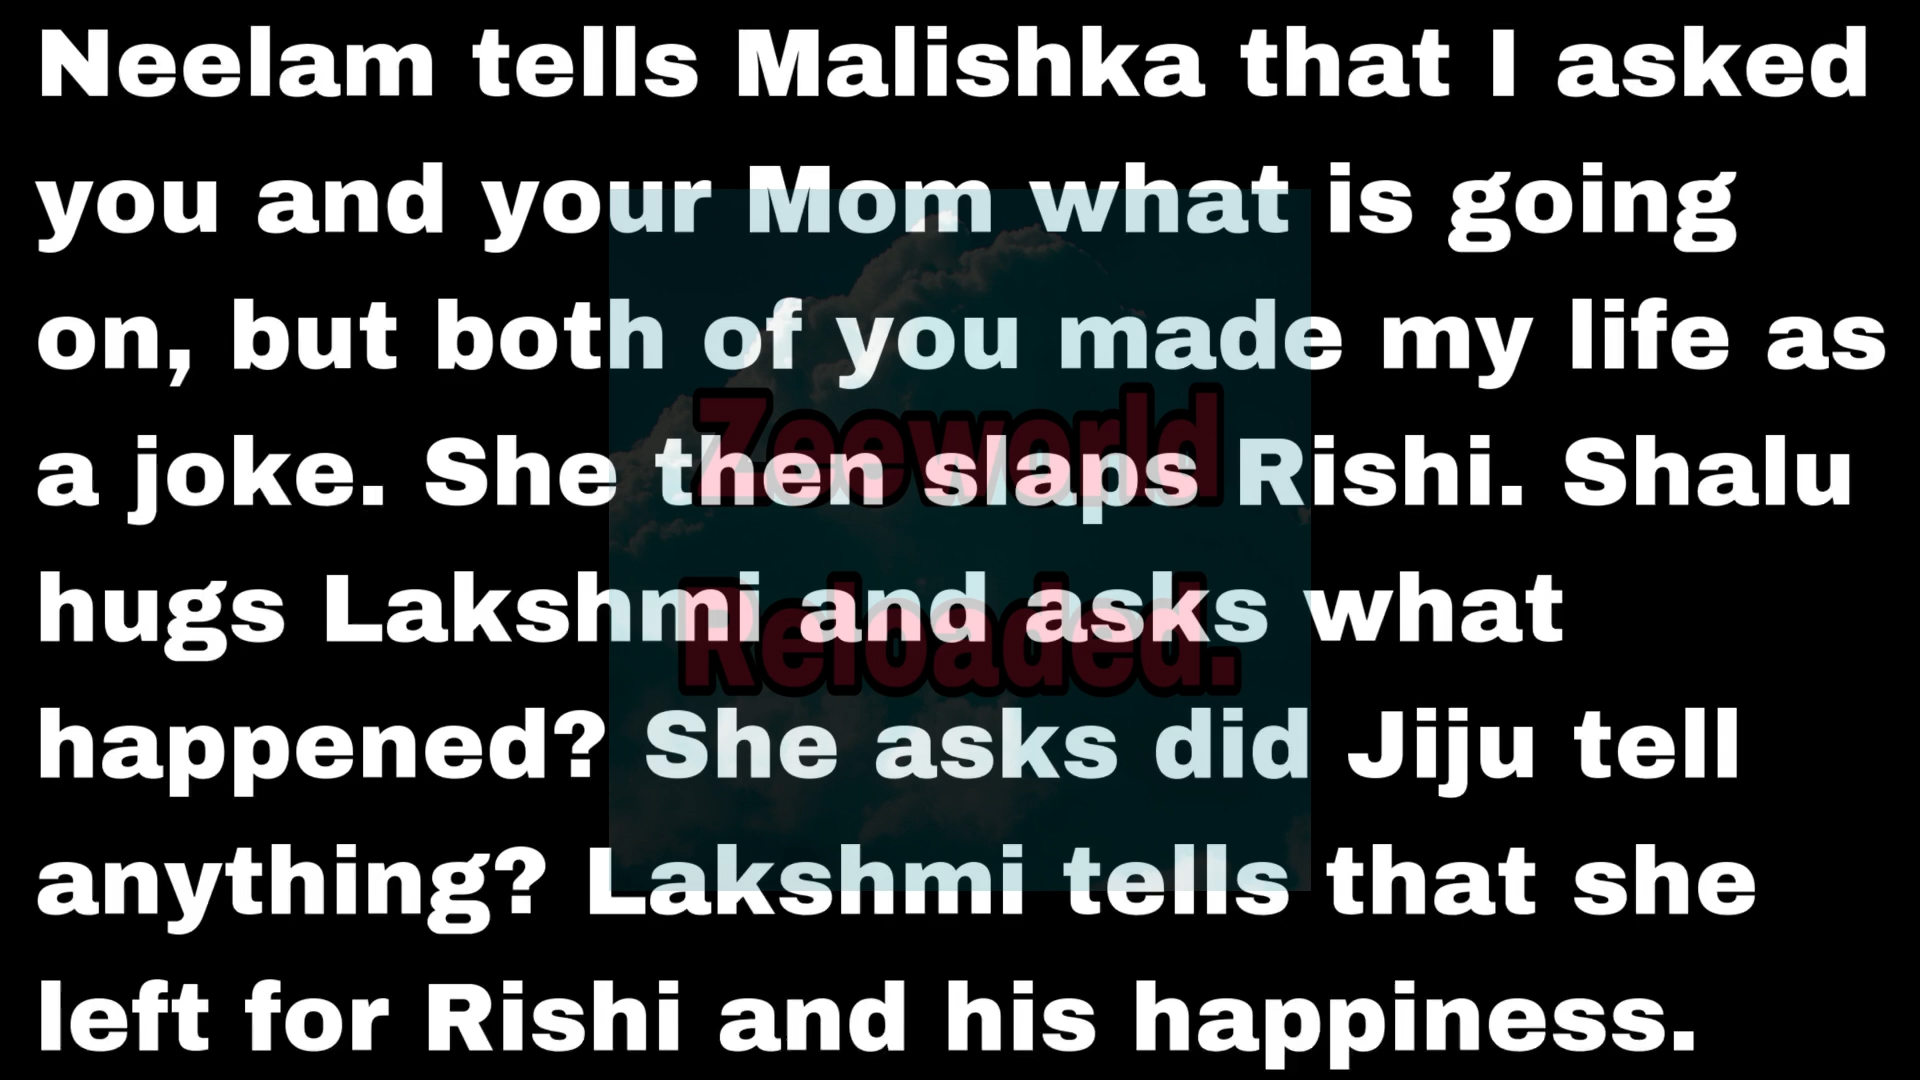 Neelam tells Malishka that I asked
you and your Mom what is going
on, but both of you made my life as
a joke. She then slaps Rishi. Shalu
hugs Lakshmi and asks what
happened? She asks did Jiju tell
anything? Lakshmi tells that she
left for Rishi and his happiness.
Zeeworld
Reloaded.